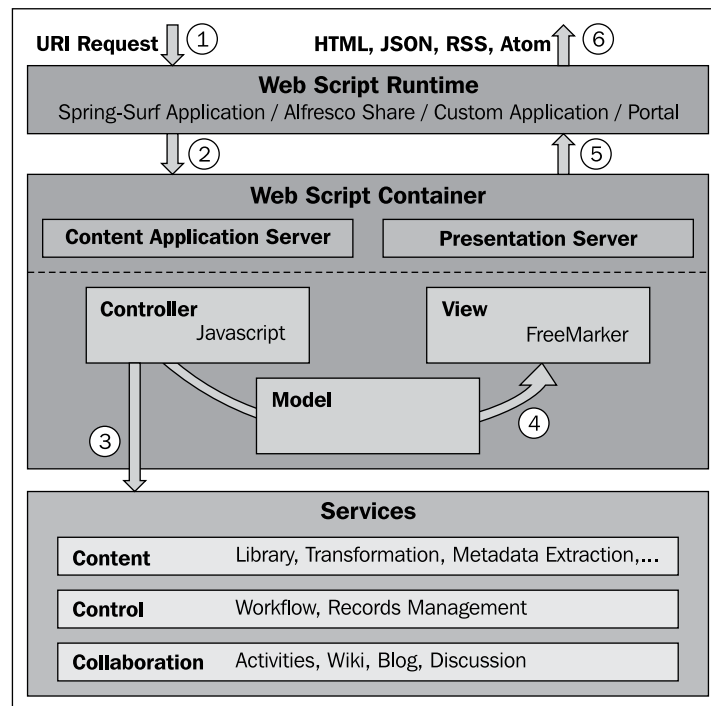 URI Request 1 HTML, JSON, RSS, Atom 6
Web Script Runtime
Spring-Surf Application / Alfresco Share / Custom Application / Portal
2 5
Web Script Container
Content Application Server Presentation Server
Controller View
Javascript FreeMarker
Model
3 4
Services
Content Library, Transformation, Metadata Extraction,...
Control Workflow, Records Management
Collaboration Activities, Wiki, Blog, Discussion